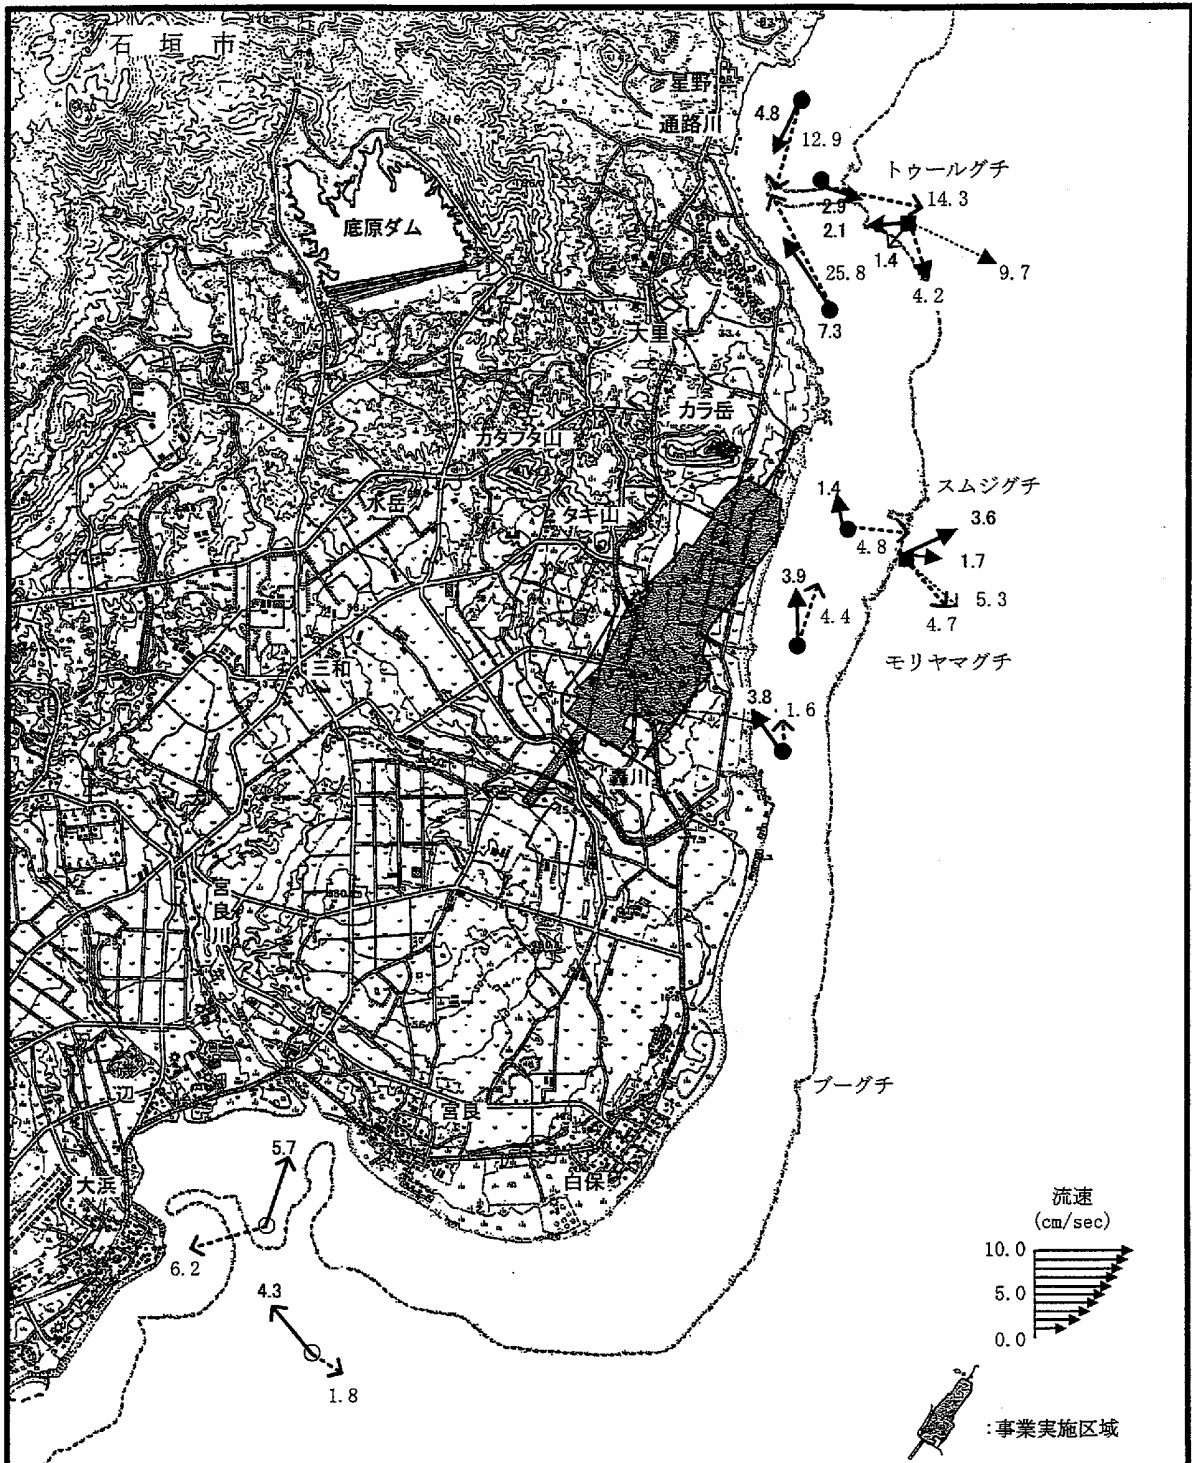 石垣市
星野
通路川
4.8
12.9
トゥールグチ
14.3
2.9
2.1
1.4
25.8
9.7
4.2
7.3
底原ダム
大里
カラ岳
カタフタ山
水岳
タキ山
1.4
スムジグチ
3.6
4.8
1.7
3.9
5.3
4.4
4.7
モリヤマグチ
三和
3.8
1.6
轟川
宮良川
磯辺
ブーグチ
宮良
5.7
大浜
白保
6.2
4.3
1.8
流速
(cm/sec)
10.0
5.0
0.0
:事業実施区域